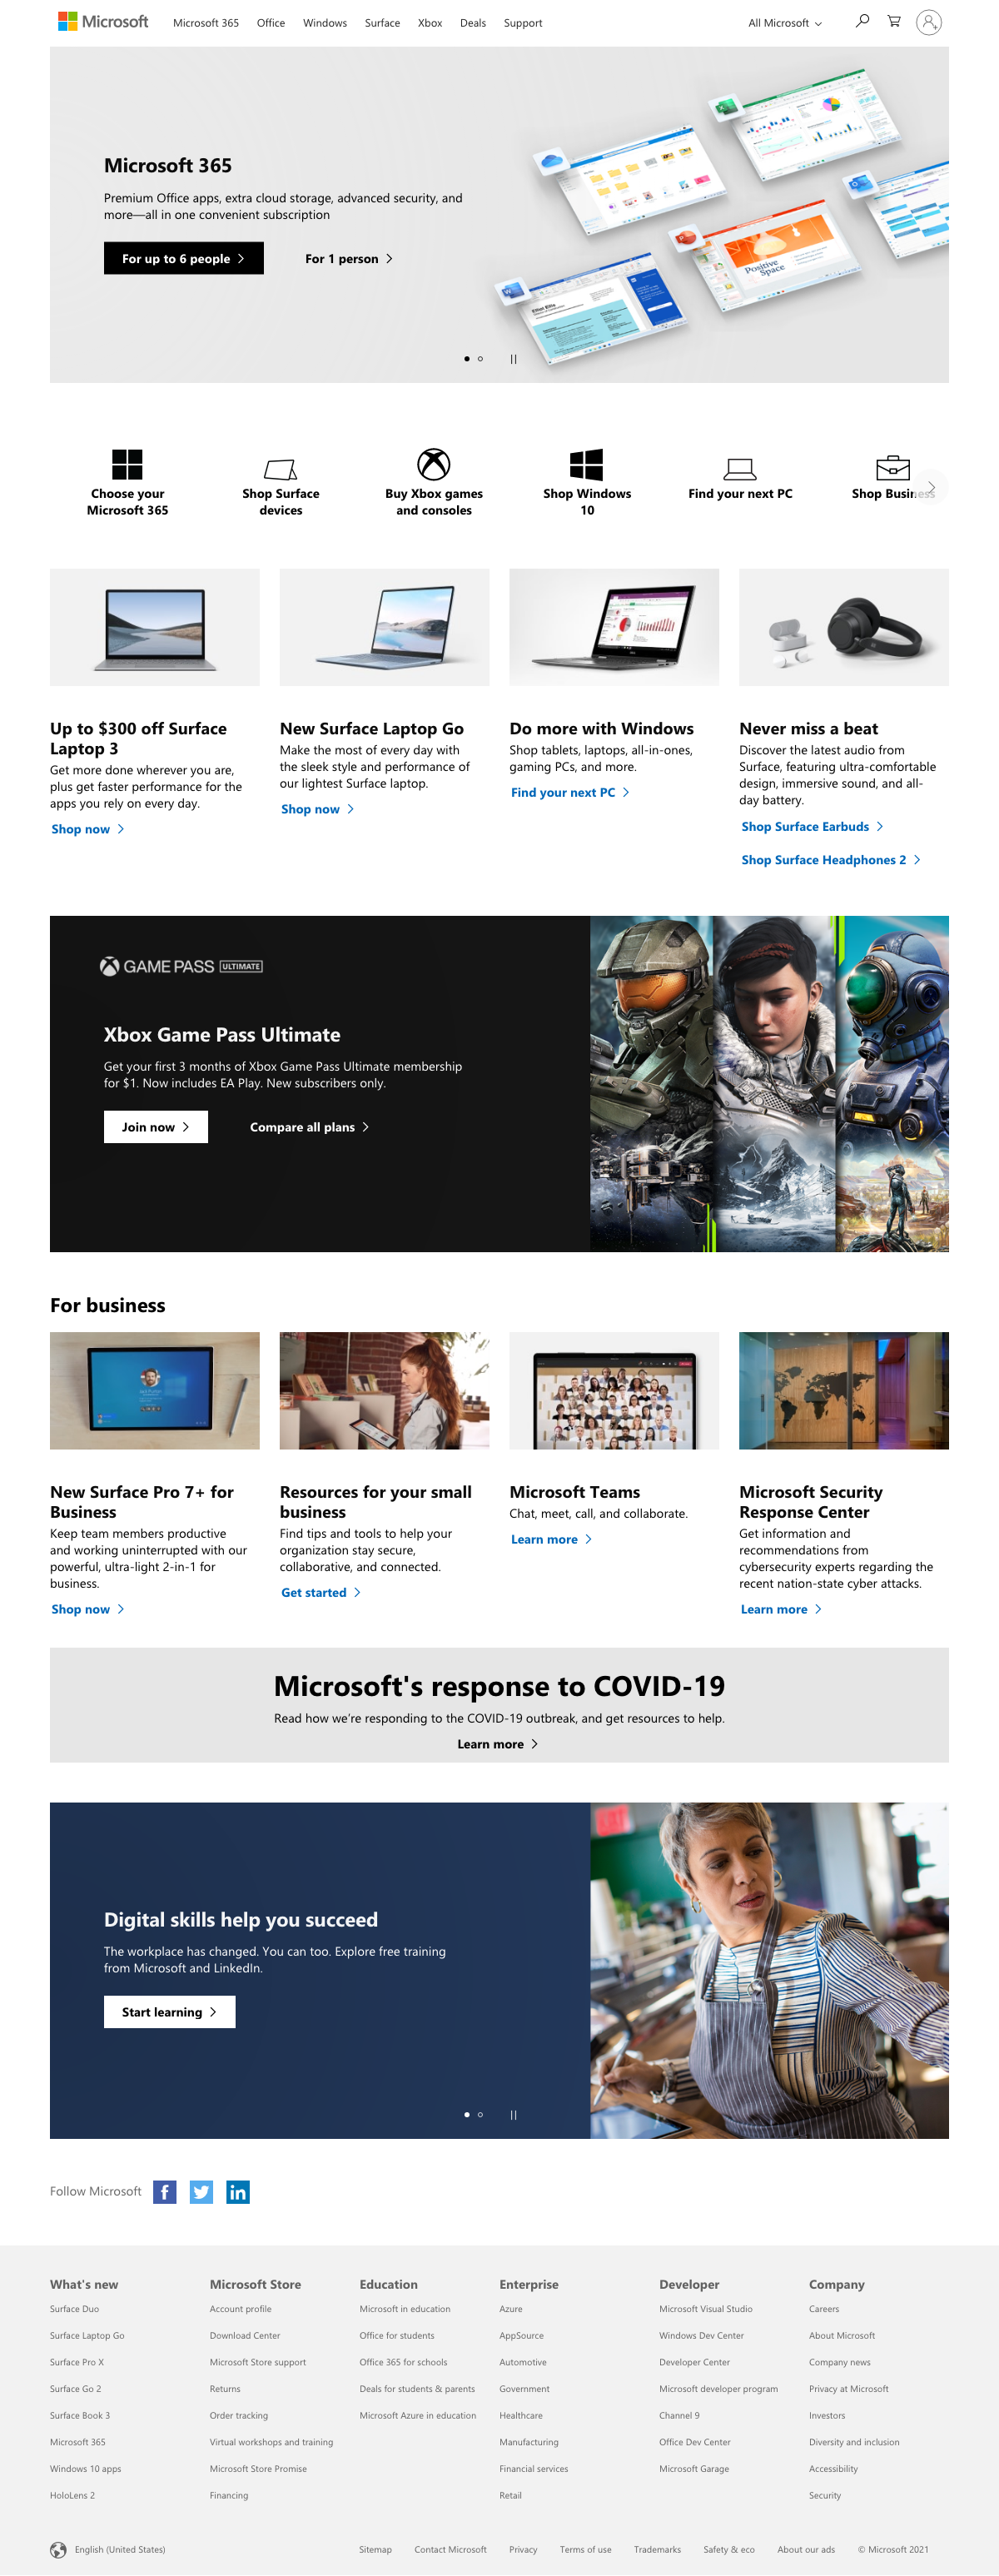 Microsoft
Microsoft 365
Office
Windows
Surface
Xbox
Deals
Support
All Microsoft
Microsoft 365
Premium Office apps, extra cloud storage, advanced security, and
more—all in one convenient subscription
For up to 6 people
For 1 person
Positive
Space
Choose your
Microsoft 365
Shop Surface
devices
Buy Xbox games
and consoles
Shop Windows
10
Find your next PC
Shop Business
Up to $300 off Surface
Laptop 3
Get more done wherever you are,
plus get faster performance for the
apps you rely on every day.
Shop now
New Surface Laptop Go
Make the most of every day with
the sleek style and performance of
our lightest Surface laptop.
Shop now
Do more with Windows
Shop tablets, laptops, all-in-ones,
gaming PCs, and more.
Find your next PC
Never miss a beat
Discover the latest audio from
Surface, featuring ultra-comfortable
design, immersive sound, and all-
day battery.
Shop Surface Earbuds
Shop Surface Headphones 2
GAME PASS ULTIMATE
Xbox Game Pass Ultimate
Get your first 3 months of Xbox Game Pass Ultimate membership
for $1. Now includes EA Play. New subscribers only.
Join now
Compare all plans
For business
New Surface Pro 7+ for
Business
Keep team members productive
and working uninterrupted with our
powerful, ultra-light 2-in-1 for
business.
Shop now
Resources for your small
business
Find tips and tools to help your
organization stay secure,
collaborative, and connected.
Get started
Microsoft Teams
Chat, meet, call, and collaborate.
Learn more
Microsoft Security
Response Center
Get information and
recommendations from
cybersecurity experts regarding the
recent nation-state cyber attacks.
Learn more
Microsoft's response to COVID-19
Read how we’re responding to the COVID-19 outbreak, and get resources to help.
Learn more
Digital skills help you succeed
The workplace has changed. You can too. Explore free training
from Microsoft and LinkedIn.
Start learning
EXIT
Follow Microsoft
What's new
Surface Duo
Surface Laptop Go
Surface Pro X
Surface Go 2
Surface Book 3
Microsoft 365
Windows 10 apps
HoloLens 2
Microsoft Store
Account profile
Download Center
Microsoft Store support
Returns
Order tracking
Virtual workshops and training
Microsoft Store Promise
Financing
Education
Microsoft in education
Office for students
Office 365 for schools
Deals for students & parents
Microsoft Azure in education
Enterprise
Azure
AppSource
Automotive
Government
Healthcare
Manufacturing
Financial services
Retail
Developer
Microsoft Visual Studio
Windows Dev Center
Developer Center
Microsoft developer program
Channel 9
Office Dev Center
Microsoft Garage
Company
Careers
About Microsoft
Company news
Privacy at Microsoft
Investors
Diversity and inclusion
Accessibility
Security
English (United States)
Sitemap
Contact Microsoft
Privacy
Terms of use
Trademarks
Safety & eco
About our ads
© Microsoft 2021